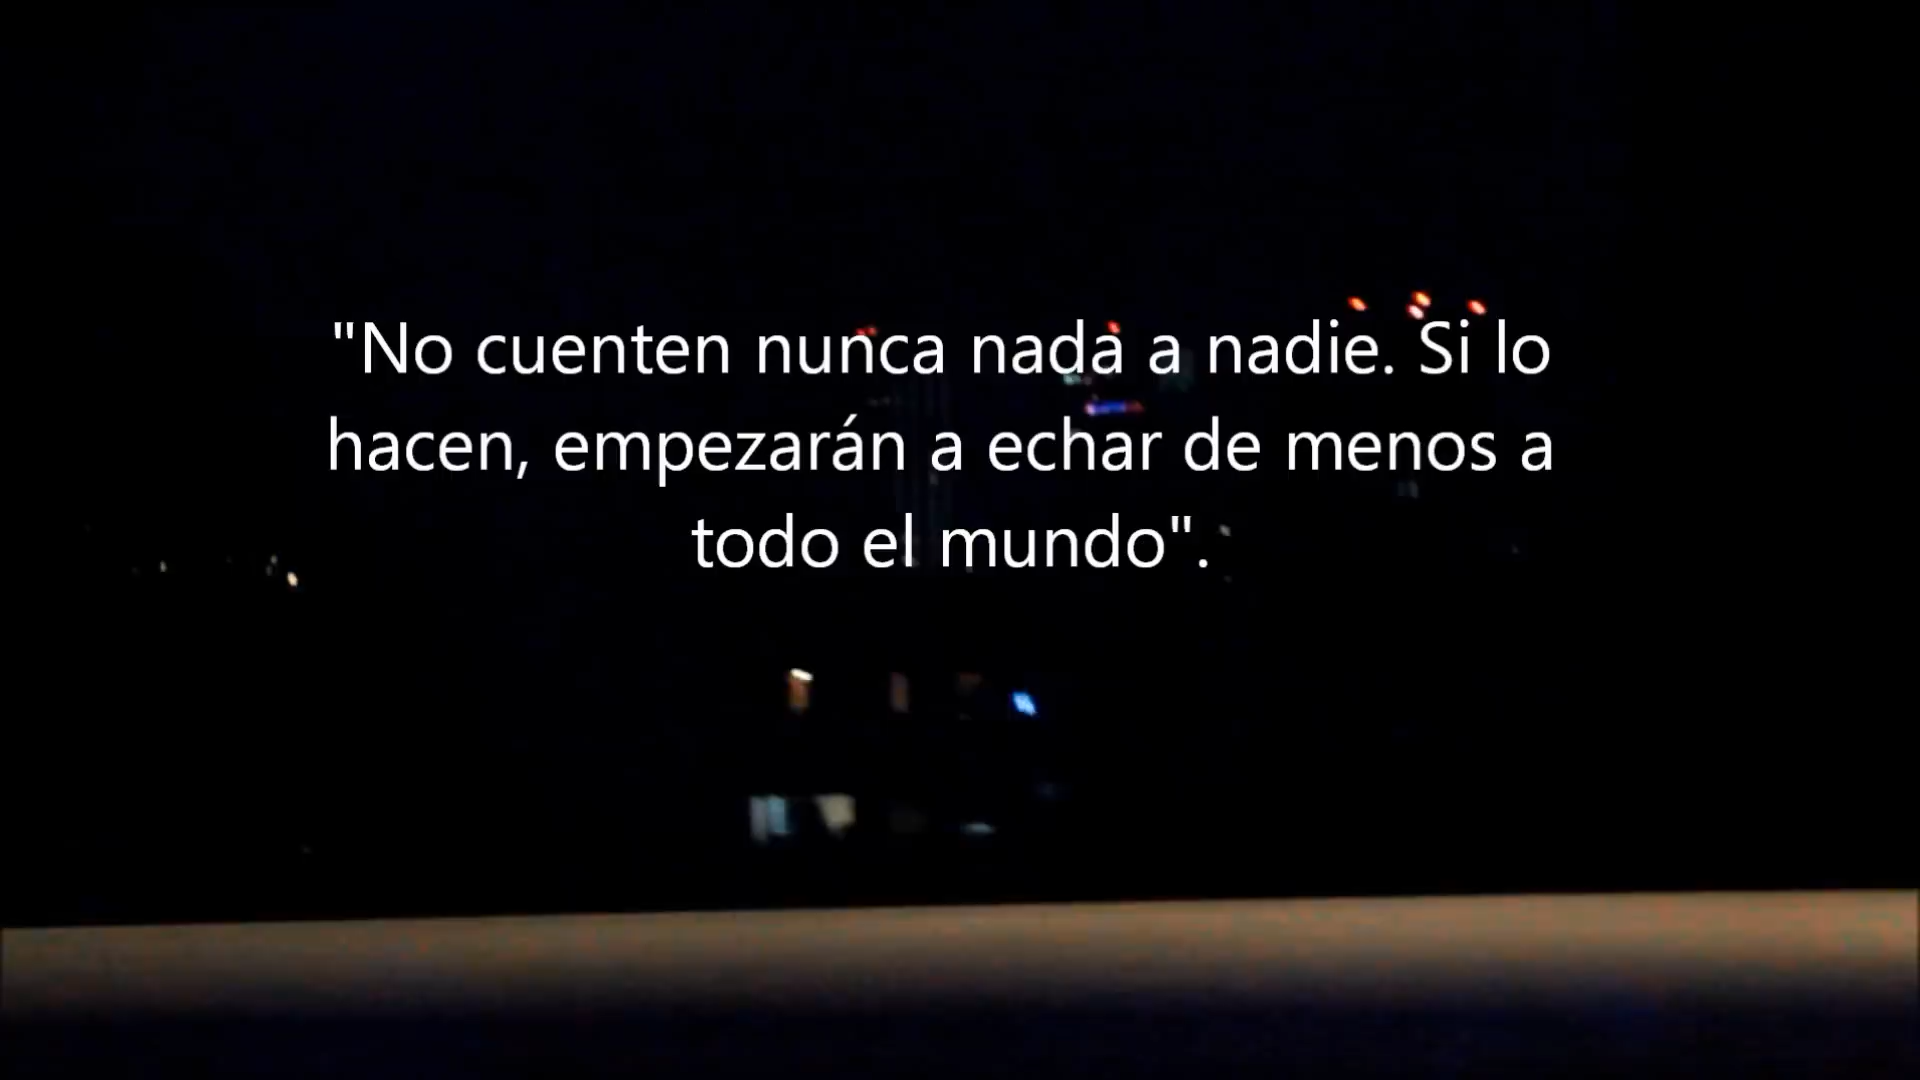 "No cuenten nunca nada a nadie. Si lo
hacen, empezarán a echar de menos a
todo el mundo".